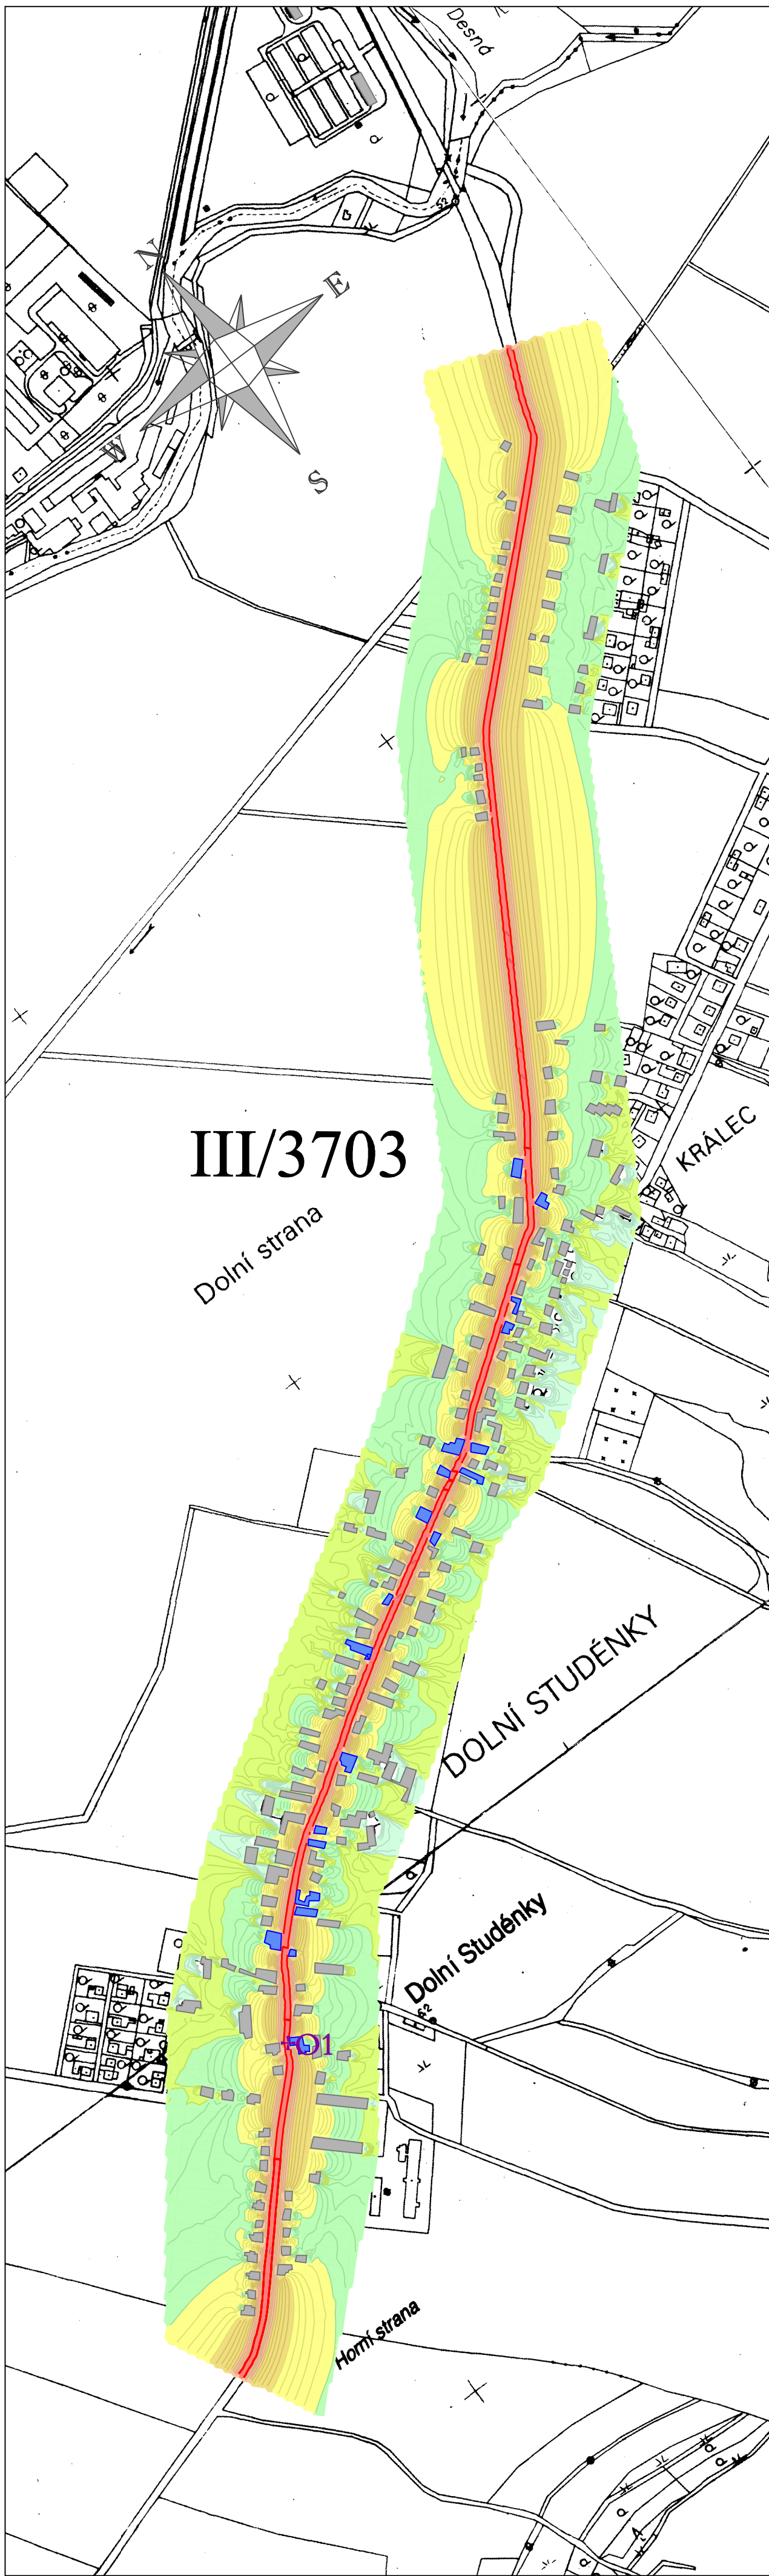 Desná
N
E
W
S
III/3703
KRÁLEC
Dolní strana
DOLNÍ STUDÉNKY
Dolní Studénky
O1
Horní strana